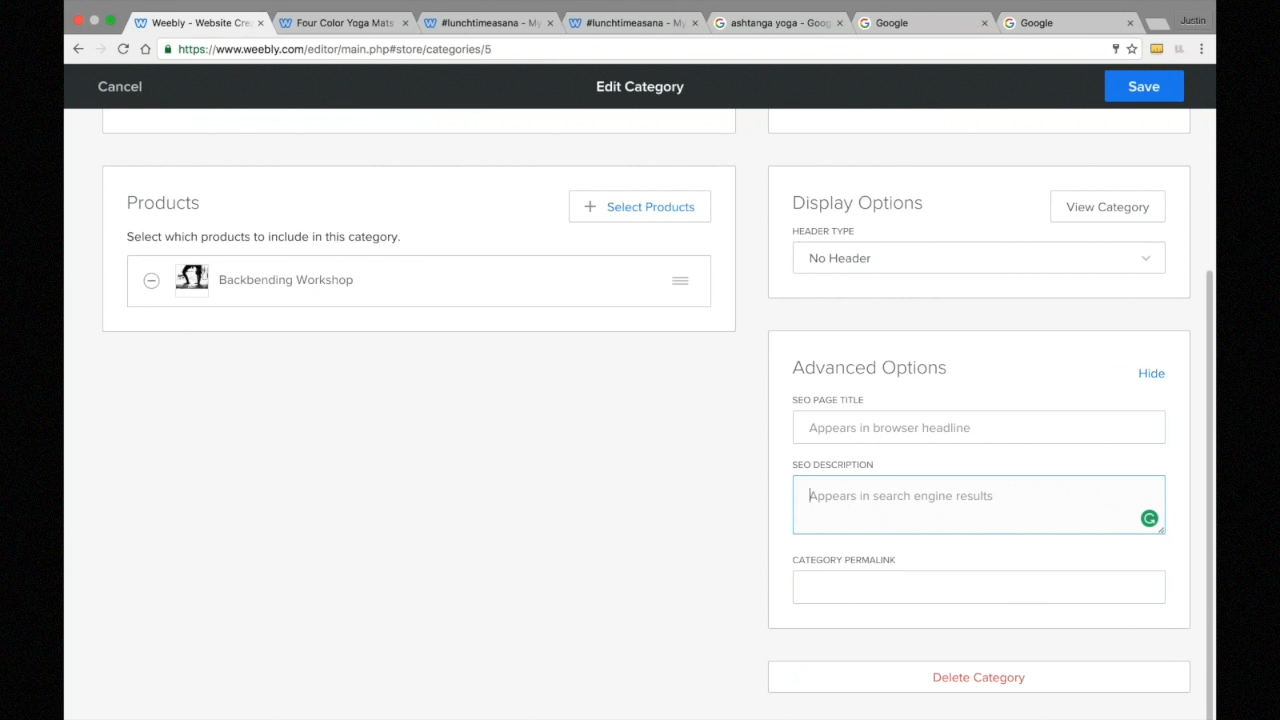 Weebly - Website Crea
Four Color Yoga Mats
#lunchtimeasana - My
#lunchtimeasana - My
ashtanga yoga - Goog
Google
Google
Justin
https://www.weebly.com/editor/main.php#store/categories/5
Cancel
Edit Category
Save
Products
Select Products
Select which products to include in this category.
Backbending Workshop
Display Options
View Category
HEADER TYPE
No Header
Advanced Options
Hide
SEO PAGE TITLE
Appears in browser headline
SEO DESCRIPTION
Appears in search engine results
CATEGORY PERMALINK
Delete Category